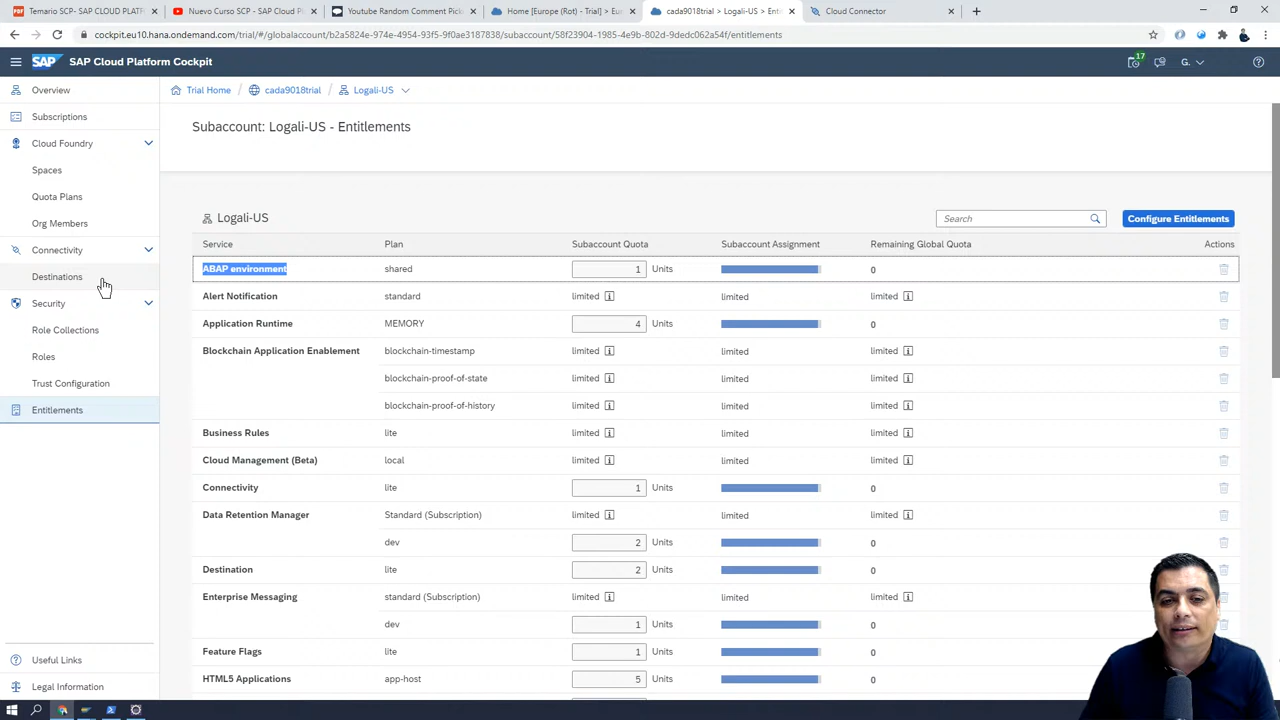 TEMARIO SCP- SAP CLOUD PLATFOR
Nuevo Curso SCP - SAP Cloud Pl
Youtube Random Comment Picke
Home [Europe (Rot) - Trial] > Eur
cada9018trial > Logali-US > Enti
Cloud Connector
cockpit.eu10.hana.ondemand.com/trial/#/globalaccount/b2a5824e-974e-4954-93f5-9f0ae3187838/subaccount/58f23904-1985-4e9b-802d-9dedc062a54f/entitlements
SAP SAP Cloud Platform Cockpit
17
G.
Overview
Subscriptions
Cloud Foundry
Spaces
Quota Plans
Org Members
Connectivity
Destinations
Security
Role Collections
Roles
Trust Configuration
Entitlements
Useful Links
Legal Information
Trial Home / cada9018trial / Logali-US
Subaccount: Logali-US - Entitlements
Logali-US
Search
Configure Entitlements
Service Plan Subaccount Quota Subaccount Assignment Remaining Global Quota Actions
ABAP environment shared 1 Units 0
Alert Notification standard limited limited limited
Application Runtime MEMORY 4 Units 0
Blockchain Application Enablement blockchain-timestamp limited limited limited
blockchain-proof-of-state limited limited limited
blockchain-proof-of-history limited limited limited
Business Rules lite limited limited limited
Cloud Management (Beta) local limited limited limited
Connectivity lite 1 Units 0
Data Retention Manager Standard (Subscription) limited limited limited
dev 2 Units 0
Destination lite 2 Units 0
Enterprise Messaging standard (Subscription) limited limited limited
dev 1 Units 0
Feature Flags lite 1 Units 0
HTML5 Applications app-host 5 Units 0